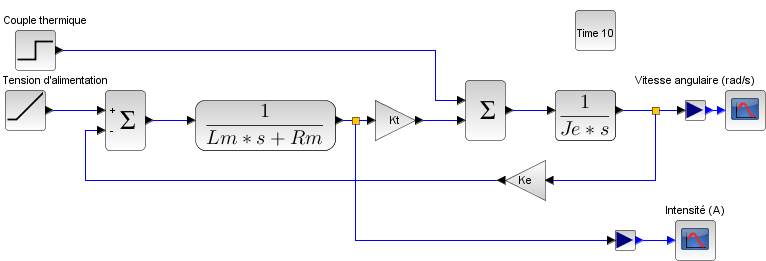 Couple thermique
Time 10
Tension d'alimentation
Vitesse angulaire (rad/s)
+
-
Σ
1
Lm * s + Rm
Kt
Σ
1
Je * s
Ke
Intensité (A)